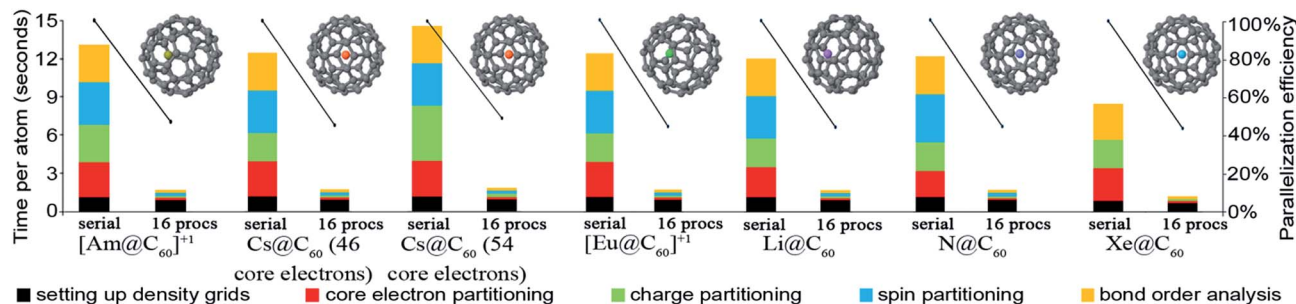 Time per atom (seconds)
15
12
9
6
3
0
Parallelization efficiency
100%
80%
60%
40%
20%
0%
serial 16 procs serial 16 procs serial 16 procs serial 16 procs serial 16 procs serial 16 procs serial 16 procs
[Am@C60]+1 Cs@C60 (46 Cs@C60 (54 [Eu@C60]+1 Li@C60 N@C60 Xe@C60
core electrons) core electrons)
setting up density grids core electron partitioning charge partitioning spin partitioning bond order analysis